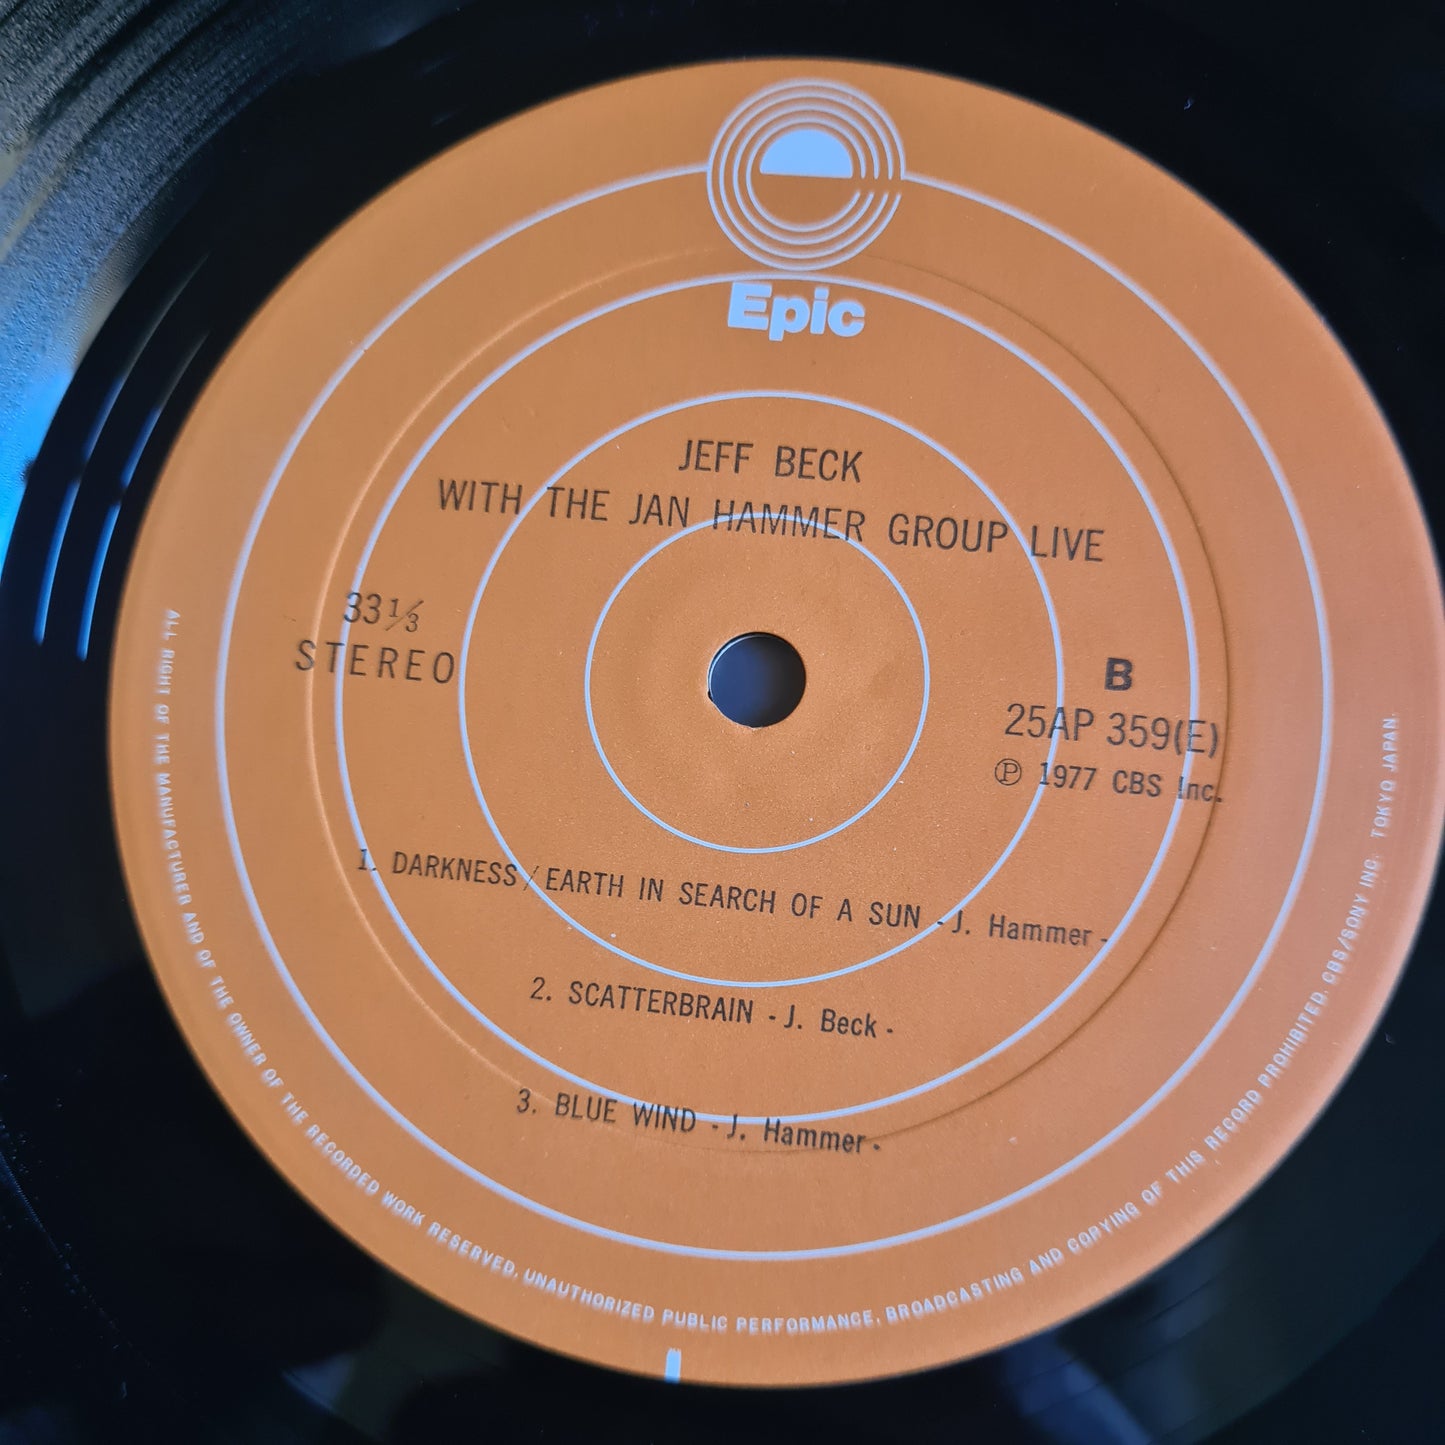 Epic
JEFF BECK
WITH THE JAN HAMMER GROUP LIVE
33⅓
STEREO
B
25AP 359(E)
Ⓟ 1977 CBS Inc.
1. DARKNESS / EARTH IN SEARCH OF A SUN - J. Hammer -
2. SCATTERBRAIN - J. Beck -
3. BLUE WIND - J. Hammer -
ALL RIGHT OF THE MANUFACTURER AND OF THE OWNER OF THE RECORDED WORK RESERVED. UNAUTHORIZED PUBLIC PERFORMANCE, BROADCASTING AND COPYING OF THIS RECORD PROHIBITED. CBS/SONY INC. TOKYO JAPAN.